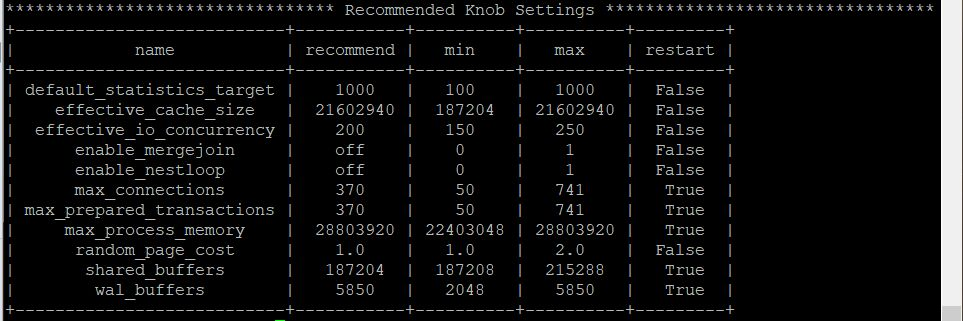 ********************************* Recommended Knob Settings *********************************
+---------------------------+-----------+----------+----------+---------+
|            name           | recommend |   min    |   max    | restart |
+---------------------------+-----------+----------+----------+---------+
| default_statistics_target |    1000   |   100    |   1000   |  False  |
|    effective_cache_size   |  21602940 |  187204  | 21602940 |  False  |
|  effective_io_concurrency |    200    |   150    |   250    |  False  |
|      enable_mergejoin     |    off    |    0     |    1     |  False  |
|      enable_nestloop      |    off    |    0     |    1     |  False  |
|      max_connections      |    370    |    50    |   741    |   True  |
| max_prepared_transactions |    370    |    50    |   741    |   True  |
|     max_process_memory    |  28803920 | 22403048 | 28803920 |   True  |
|      random_page_cost     |    1.0    |   1.0    |   2.0    |  False  |
|       shared_buffers      |   187204  |  187208  |  215288  |   True  |
|        wal_buffers        |    5850   |   2048   |   5850   |   True  |
+---------------------------+-----------+----------+----------+---------+